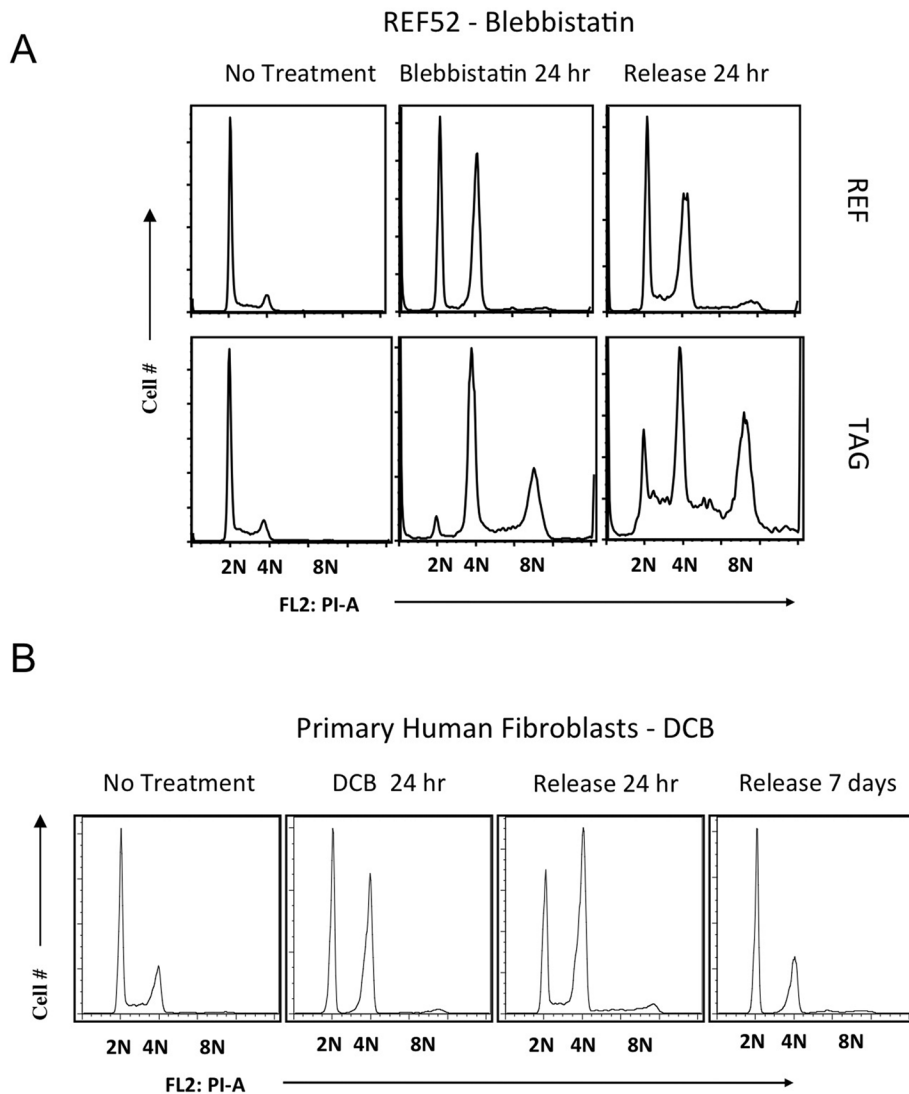 A
REF52 - Blebbistatin
No Treatment Blebbistatin 24 hr Release 24 hr
REF
TAG
Cell #
2N 4N 8N 2N 4N 8N 2N 4N 8N
FL2: PI-A
B
Primary Human Fibroblasts - DCB
No Treatment DCB 24 hr Release 24 hr Release 7 days
Cell #
2N 4N 8N 2N 4N 8N 2N 4N 8N 2N 4N 8N
FL2: PI-A